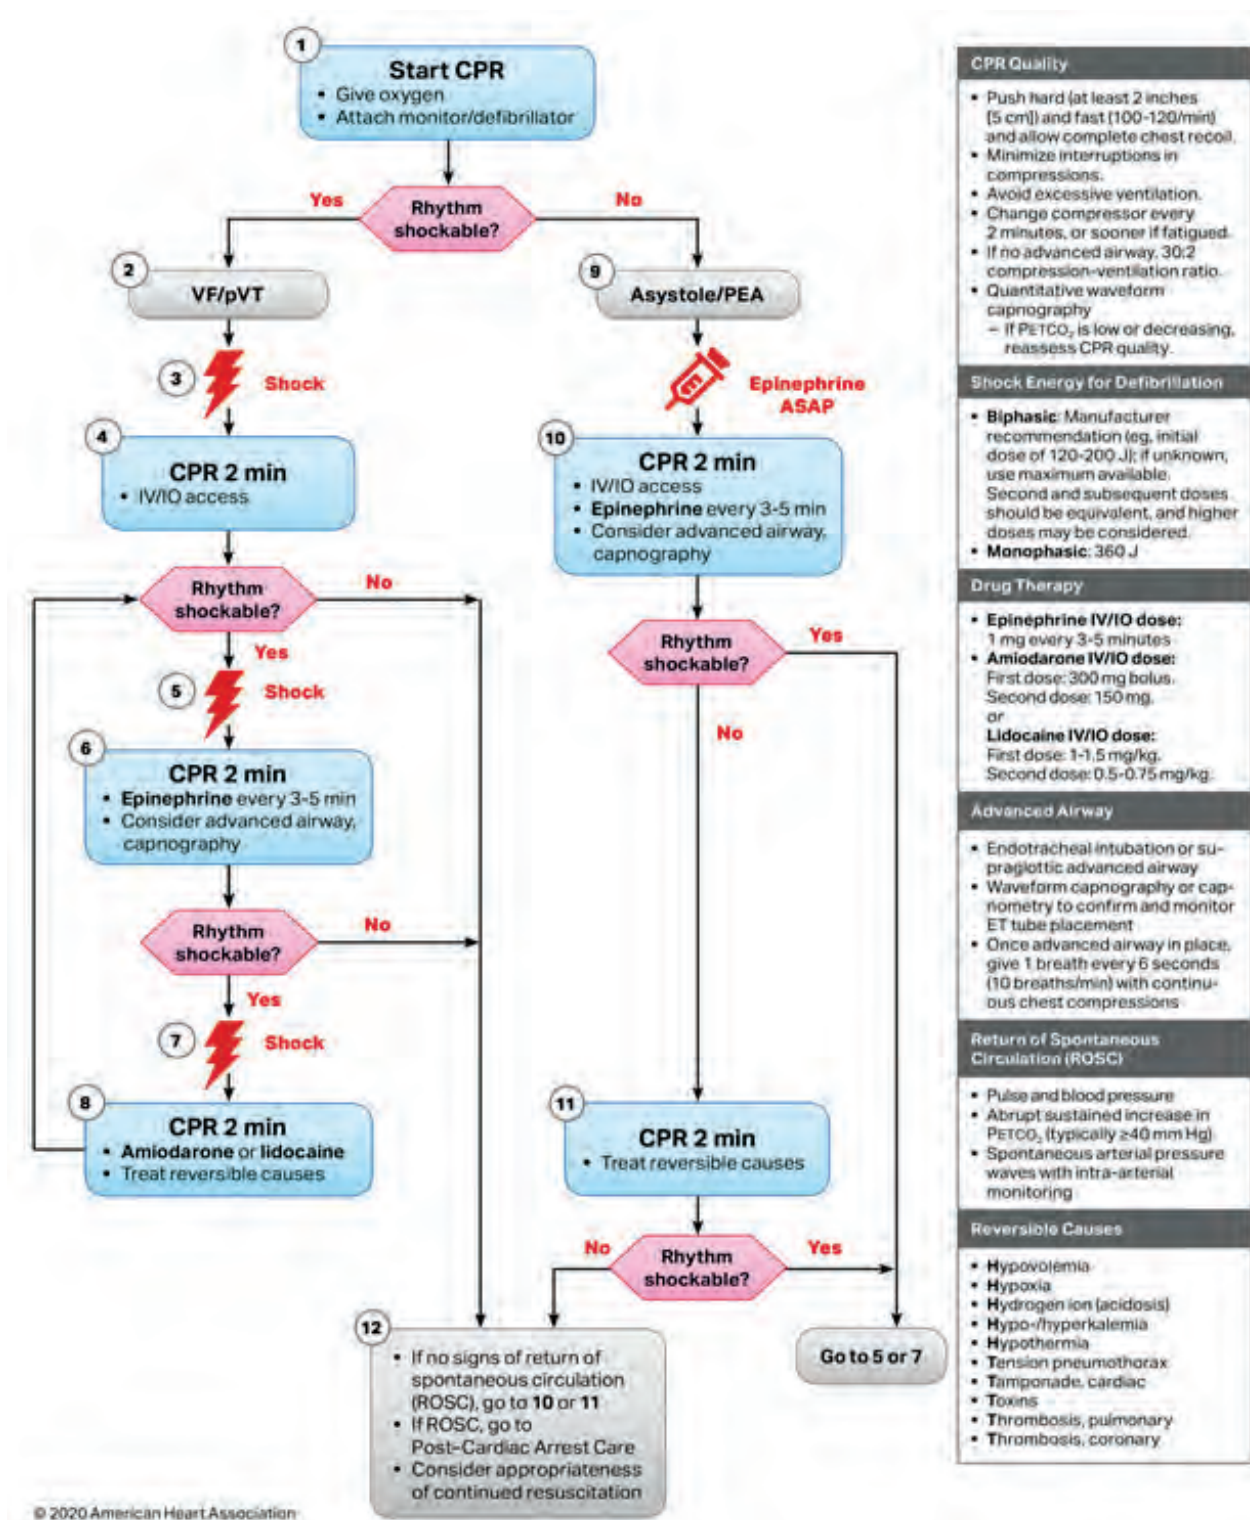 1
Start CPR
• Give oxygen
• Attach monitor/defibrillator
Yes
Rhythm
shockable?
No
2
VF/pVT
3
Shock
4
CPR 2 min
• IV/IO access
Rhythm
shockable?
No
Yes
5
Shock
6
CPR 2 min
• Epinephrine every 3-5 min
• Consider advanced airway,
capnography
Rhythm
shockable?
No
Yes
7
Shock
8
CPR 2 min
• Amiodarone or lidocaine
• Treat reversible causes
9
Asystole/PEA
Epinephrine
ASAP
10
CPR 2 min
• IV/IO access
• Epinephrine every 3-5 min
• Consider advanced airway,
capnography
Rhythm
shockable?
Yes
No
11
CPR 2 min
• Treat reversible causes
No
Rhythm
shockable?
Yes
12
• If no signs of return of
spontaneous circulation
(ROSC), go to 10 or 11
• If ROSC, go to
Post-Cardiac Arrest Care
• Consider appropriateness
of continued resuscitation
Go to 5 or 7
© 2020 American Heart Association
CPR Quality
• Push hard (at least 2 inches
[5 cm]) and fast (100-120/min)
and allow complete chest recoil.
• Minimize interruptions in
compressions.
• Avoid excessive ventilation.
• Change compressor every
2 minutes, or sooner if fatigued.
• If no advanced airway, 30:2
compression-ventilation ratio.
• Quantitative waveform
capnography
– If PETCO₂ is low or decreasing,
reassess CPR quality.
Shock Energy for Defibrillation
• Biphasic: Manufacturer
recommendation (eg, initial
dose of 120-200 J); if unknown,
use maximum available.
Second and subsequent doses
should be equivalent, and higher
doses may be considered.
• Monophasic: 360 J
Drug Therapy
• Epinephrine IV/IO dose:
1 mg every 3-5 minutes
• Amiodarone IV/IO dose:
First dose: 300 mg bolus.
Second dose: 150 mg.
or
Lidocaine IV/IO dose:
First dose: 1-1.5 mg/kg.
Second dose: 0.5-0.75 mg/kg.
Advanced Airway
• Endotracheal intubation or su-
praglottic advanced airway
• Waveform capnography or cap-
nometry to confirm and monitor
ET tube placement
• Once advanced airway in place,
give 1 breath every 6 seconds
(10 breaths/min) with continu-
ous chest compressions
Return of Spontaneous
Circulation (ROSC)
• Pulse and blood pressure
• Abrupt sustained increase in
PETCO₂ (typically ≥40 mm Hg)
• Spontaneous arterial pressure
waves with intra-arterial
monitoring
Reversible Causes
• Hypovolemia
• Hypoxia
• Hydrogen ion (acidosis)
• Hypo-/hyperkalemia
• Hypothermia
• Tension pneumothorax
• Tamponade, cardiac
• Toxins
• Thrombosis, pulmonary
• Thrombosis, coronary